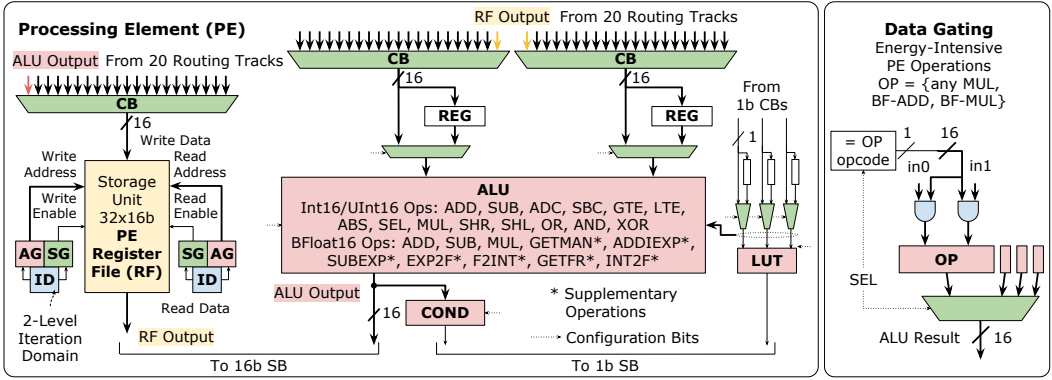 Processing Element (PE)
RF Output From 20 Routing Tracks
ALU Output From 20 Routing Tracks
CB
CB
CB
16
16
16
From
1b CBs
REG
REG
1
Write Data
Write
Address
Read
Address
Write
Enable
Read
Enable
Storage
Unit
32x16b
PE
Register
File (RF)
AG SG
ID
SG AG
ID
2-Level
Iteration
Domain
Read Data
RF Output
ALU
Int16/UInt16 Ops: ADD, SUB, ADC, SBC, GTE, LTE,
ABS, SEL, MUL, SHR, SHL, OR, AND, XOR
BFloat16 Ops: ADD, SUB, MUL, GETMAN*, ADDIEXP*,
SUBEXP*, EXP2F*, F2INT*, GETFR*, INT2F*
LUT
ALU Output
16
COND
* Supplementary
Operations
Configuration Bits
To 16b SB
To 1b SB
Data Gating
Energy-Intensive
PE Operations
OP = {any MUL,
BF-ADD, BF-MUL}
= OP
opcode
1
16
in0
in1
OP
SEL
ALU Result
16